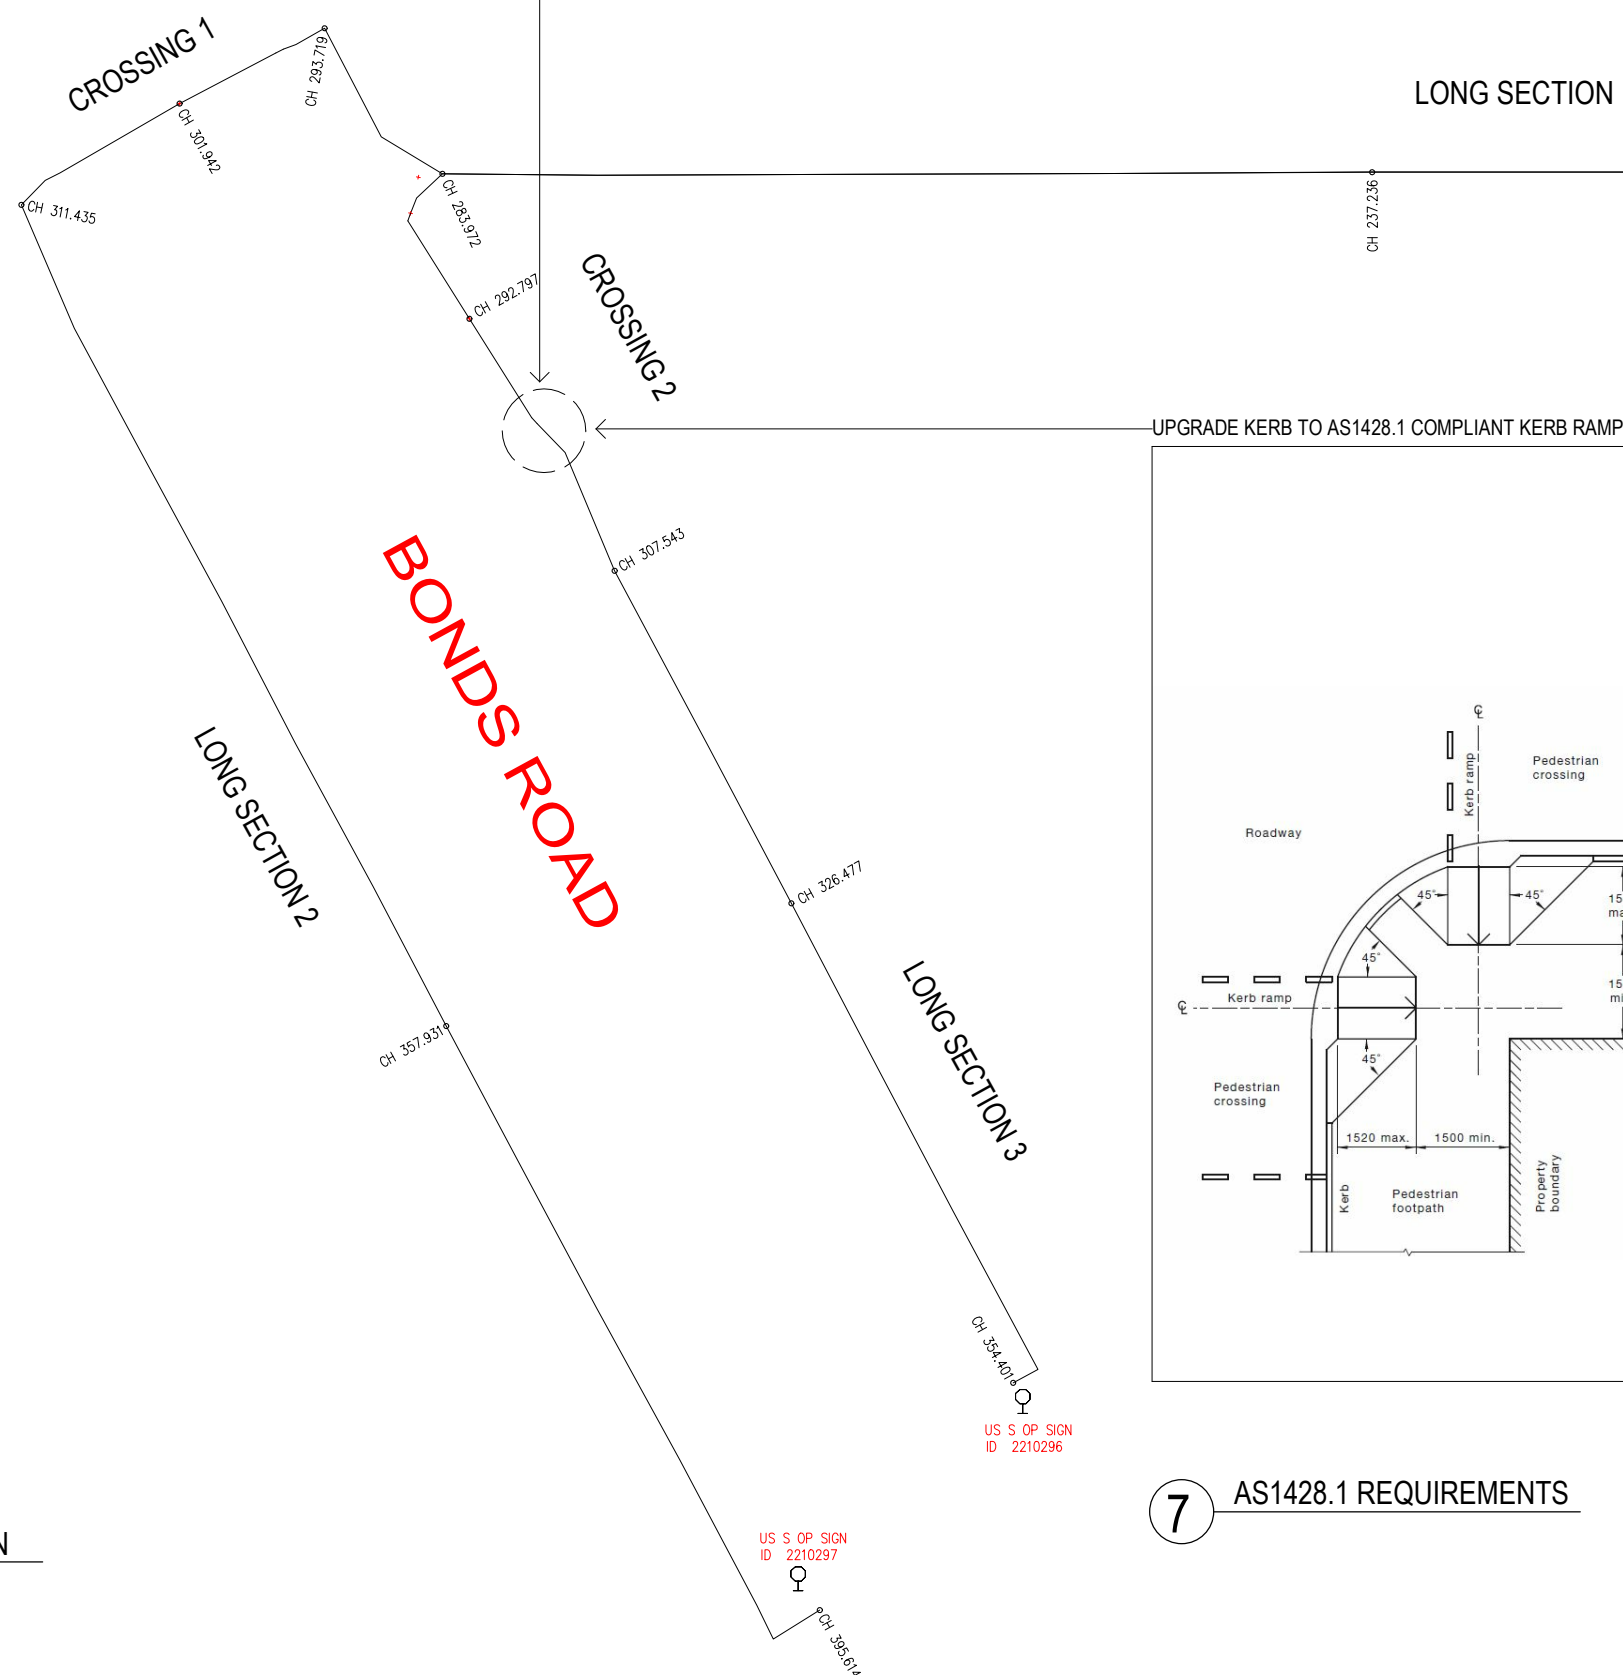 CROSSING 1
CH 293.719
CH 301.942
CH 311.435
LONG SECTION
CH 283.972
CH 237.236
CH 292.797
CROSSING 2
UPGRADE KERB TO AS1428.1 COMPLIANT KERB RAMP
CH 307.543
BONDS ROAD
LONG SECTION 2
CH 326.477
LONG SECTION 3
CH 357.931
CH 354.401
US S OP SIGN
ID 2210296
US S OP SIGN
ID 2210297
CH 395.614
℄
Kerb ramp
Pedestrian
crossing
Roadway
45°
45°
45°
℄
Kerb ramp
45°
Pedestrian
crossing
1520 max.
1500 min.
Kerb
Pedestrian
footpath
Property
boundary
7
AS1428.1 REQUIREMENTS
N